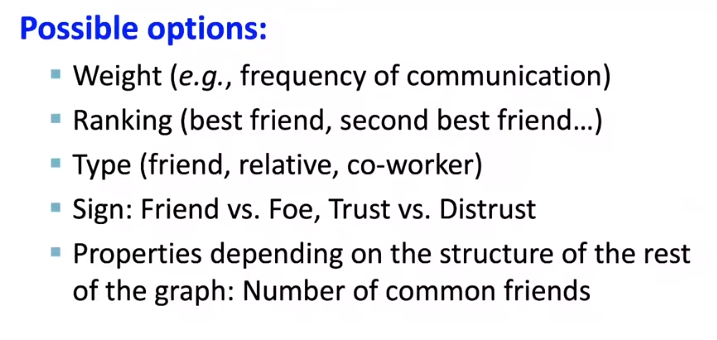 Possible options:
▪ Weight (e.g., frequency of communication)
▪ Ranking (best friend, second best friend...)
▪ Type (friend, relative, co-worker)
▪ Sign: Friend vs. Foe, Trust vs. Distrust
▪ Properties depending on the structure of the rest
of the graph: Number of common friends